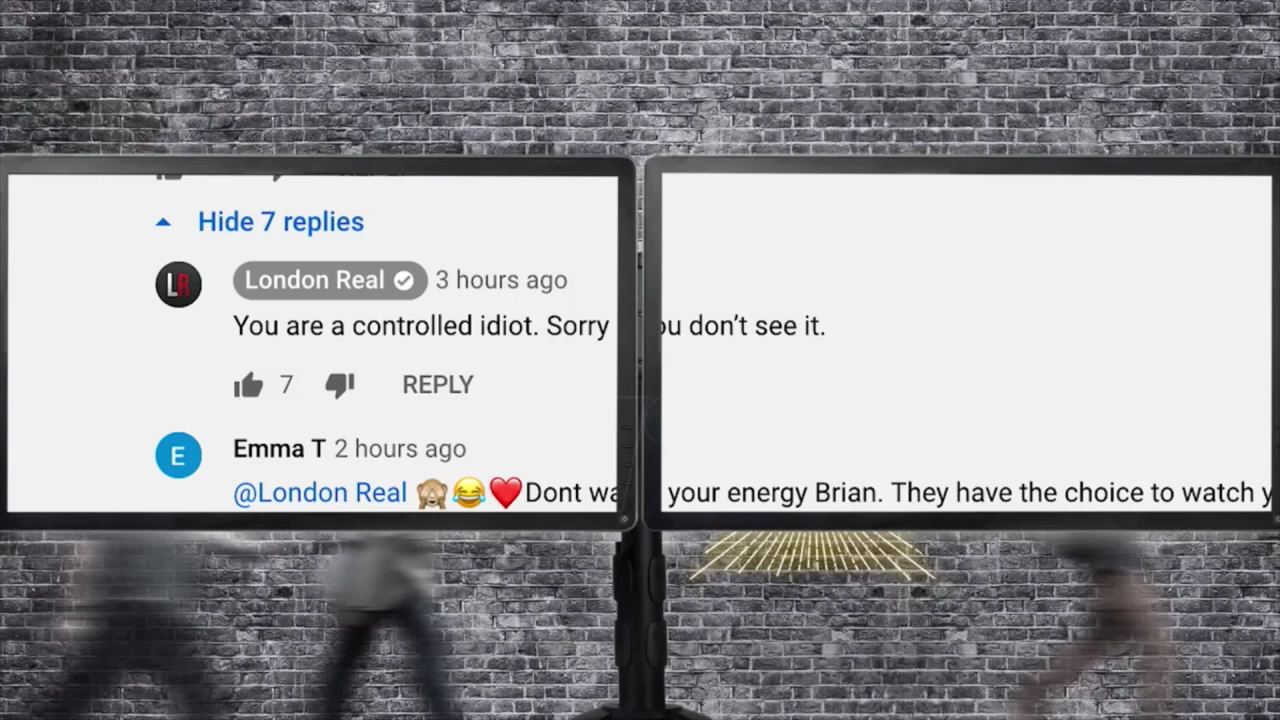 Hide 7 replies
LR
London Real 3 hours ago
You are a controlled idiot. Sorry ou don't see it.
7 REPLY
E
Emma T 2 hours ago
@London Real 🙈😂❤️Dont wa your energy Brian. They have the choice to watch y